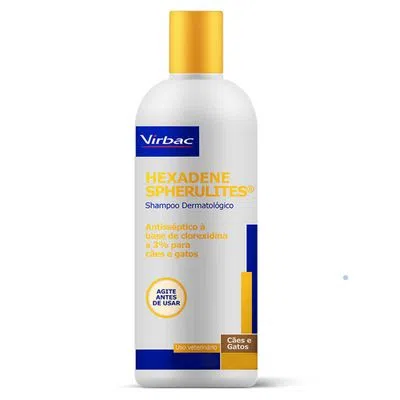 Virbac
HEXADENE
SPHERULITES®
Shampoo Dermatológico
Antisséptico à
base de clorexidina
a 3% para
cães e gatos
AGITE
ANTES
DE USAR
Uso veterinário
Cães e
Gatos